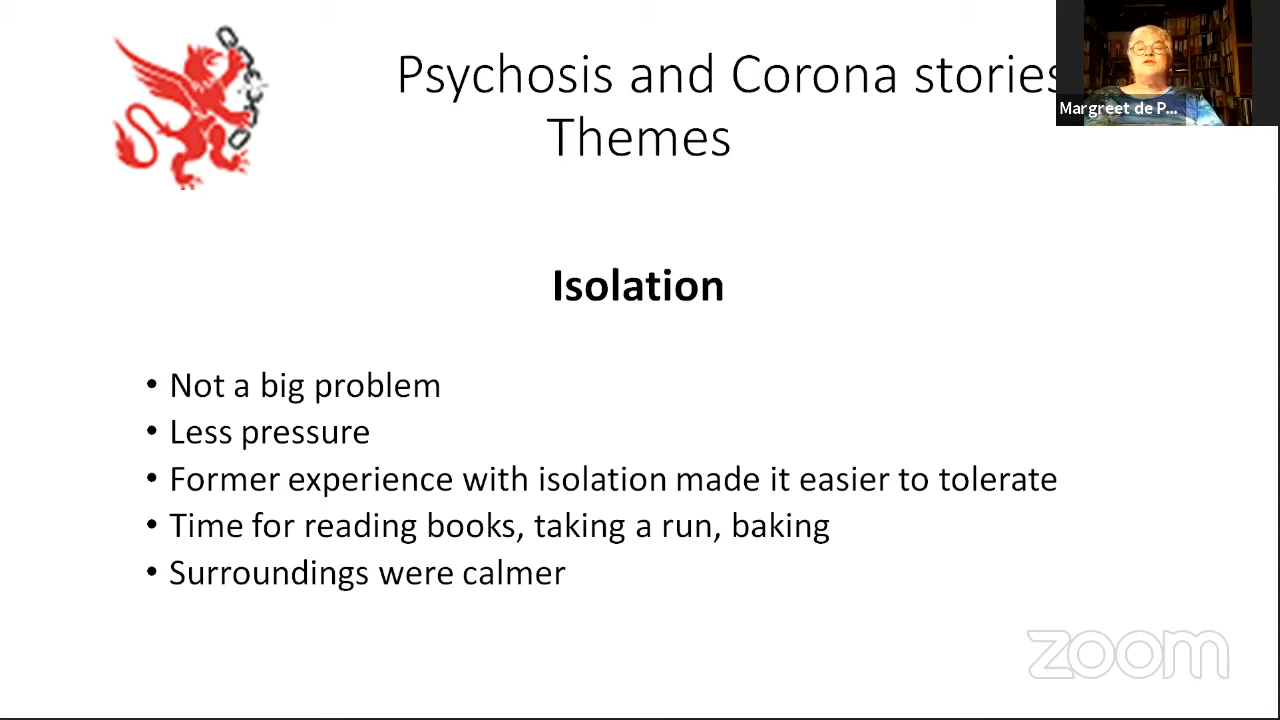 Psychosis and Corona stories
Themes
Margreet de P...
Isolation
• Not a big problem
• Less pressure
• Former experience with isolation made it easier to tolerate
• Time for reading books, taking a run, baking
• Surroundings were calmer
zoom